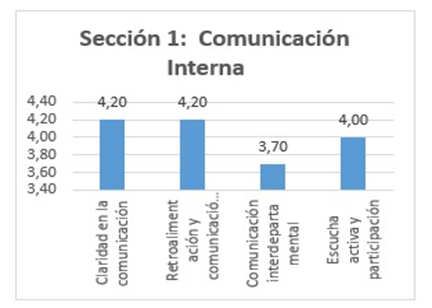 Sección 1:  Comunicación
Interna
4,40
4,20
4,00
3,80
3,60
3,40
4,20
4,20
3,70
4,00
Claridad en la
comunicación
Retroaliment
ación y
comunicació...
Comunicación
interdeparta
mental
Escucha
activa y
participación